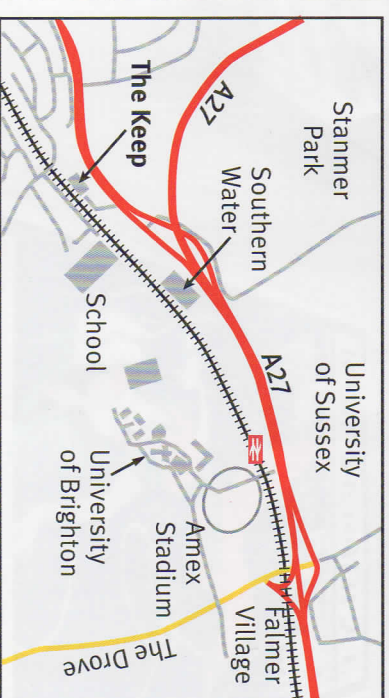 Stanmer
Park
A27
The Keep
Southern
Water
School
A27
University
of Sussex
University
of Brighton
Amex
Stadium
Falmer
Village
The Drove